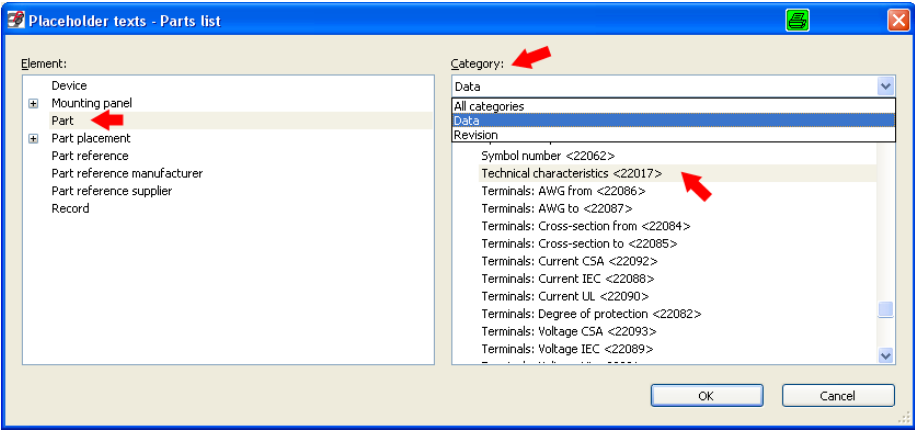 Placeholder texts - Parts list
Element:
Device
Mounting panel
Part
Part placement
Part reference
Part reference manufacturer
Part reference supplier
Record
Category:
Data
All categories
Data
Revision
Symbol number <22062>
Technical characteristics <22017>
Terminals: AWG from <22086>
Terminals: AWG to <22087>
Terminals: Cross-section from <22084>
Terminals: Cross-section to <22085>
Terminals: Current CSA <22092>
Terminals: Current IEC <22088>
Terminals: Current UL <22090>
Terminals: Degree of protection <22082>
Terminals: Voltage CSA <22093>
Terminals: Voltage IEC <22089>
OK
Cancel